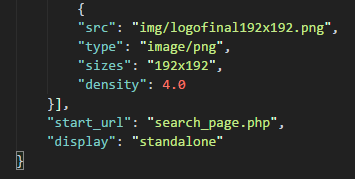 {
"src": "img/logofinal192x192.png",
"type": "image/png",
"sizes": "192x192",
"density": 4.0
}],
"start_url": "search_page.php",
"display": "standalone"
}